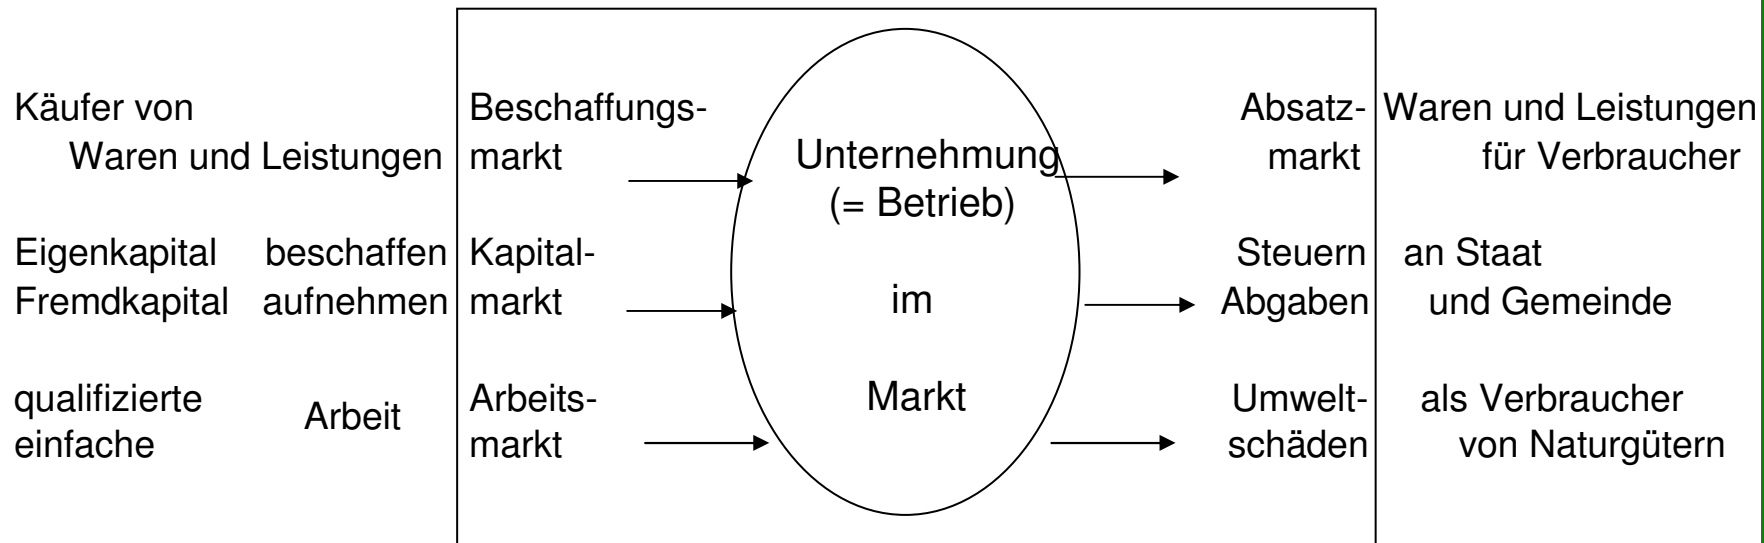 Käufer von Beschaffungs- Absatz- Waren und Leistungen
Waren und Leistungen markt Unternehmung markt für Verbraucher
(= Betrieb)
Eigenkapital beschaffen Kapital- Steuern an Staat
Fremdkapital aufnehmen markt im Abgaben und Gemeinde
qualifizierte Arbeit Arbeits- Markt Umwelt- als Verbraucher
einfache markt schäden von Naturgütern